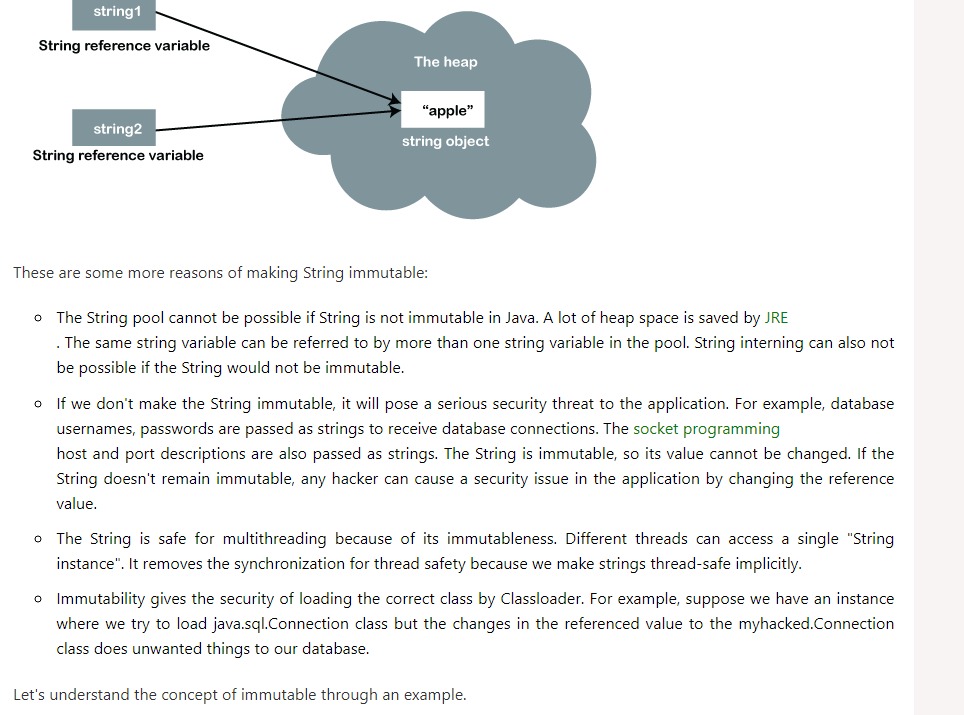 string1
String reference variable
The heap
"apple"
string2
string object
String reference variable
These are some more reasons of making String immutable:
The String pool cannot be possible if String is not immutable in Java. A lot of heap space is saved by JRE
. The same string variable can be referred to by more than one string variable in the pool. String interning can also not
be possible if the String would not be immutable.
If we don't make the String immutable, it will pose a serious security threat to the application. For example, database
usernames, passwords are passed as strings to receive database connections. The socket programming
host and port descriptions are also passed as strings. The String is immutable, so its value cannot be changed. If the
String doesn't remain immutable, any hacker can cause a security issue in the application by changing the reference
value.
The String is safe for multithreading because of its immutableness. Different threads can access a single "String
instance". It removes the synchronization for thread safety because we make strings thread-safe implicitly.
Immutability gives the security of loading the correct class by Classloader. For example, suppose we have an instance
where we try to load java.sql.Connection class but the changes in the referenced value to the myhacked.Connection
class does unwanted things to our database.
Let's understand the concept of immutable through an example.